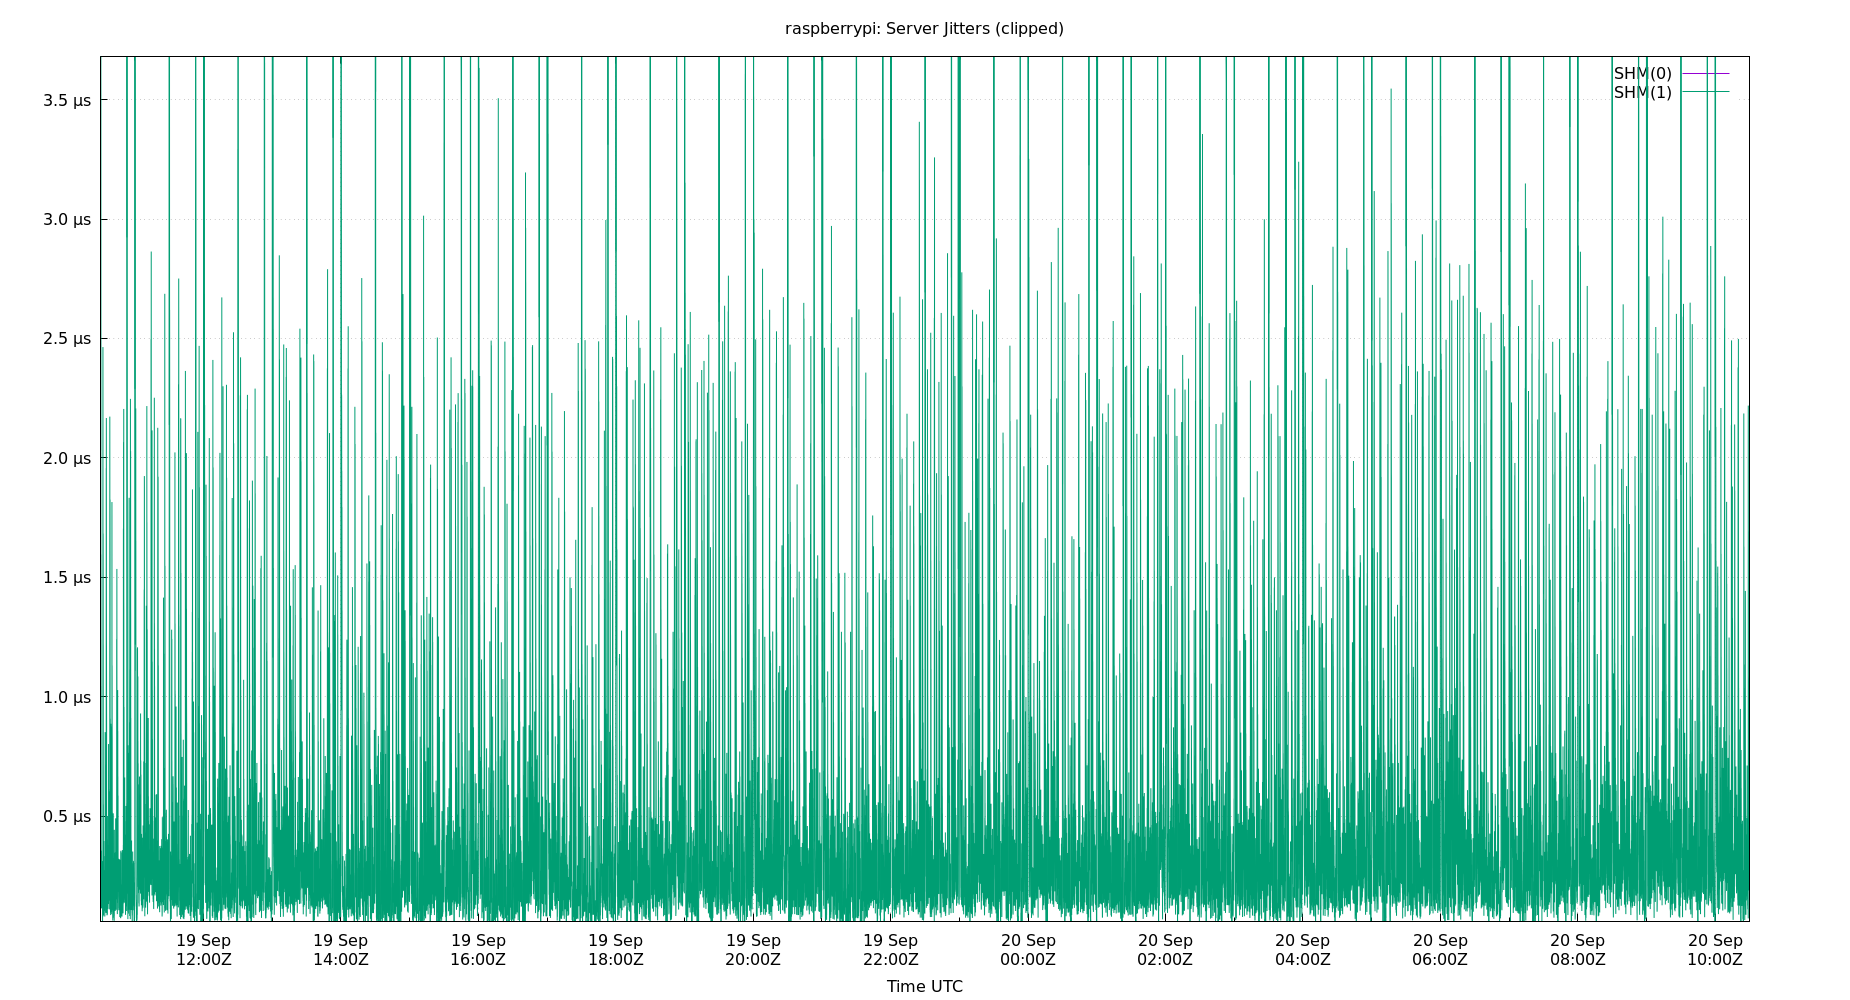 raspberrypi: Server Jitters (clipped)
SHM(0)
SHM(1)
3.5 µs
3.0 µs
2.5 µs
2.0 µs
1.5 µs
1.0 µs
0.5 µs
19 Sep 19 Sep 19 Sep 19 Sep 19 Sep 19 Sep 20 Sep 20 Sep 20 Sep 20 Sep 20 Sep 20 Sep
12:00Z 14:00Z 16:00Z 18:00Z 20:00Z 22:00Z 00:00Z 02:00Z 04:00Z 06:00Z 08:00Z 10:00Z
Time UTC